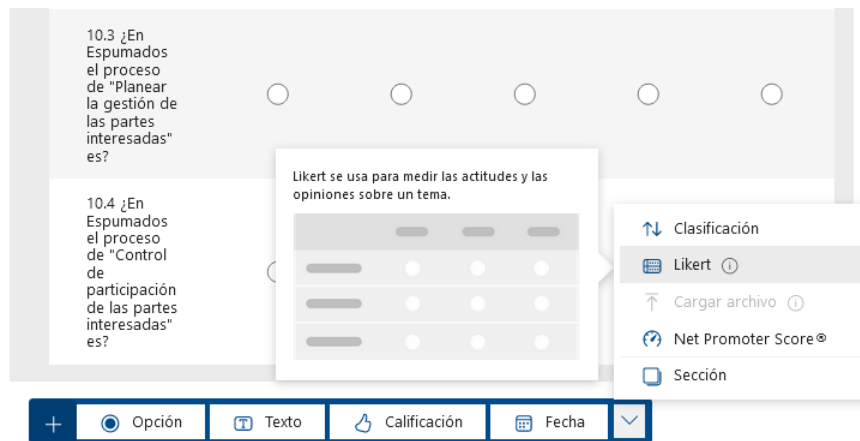 10.3 ¿En
Espumados
el proceso
de "Planear
la gestión de
las partes
interesadas"
es?
Likert se usa para medir las actitudes y las
opiniones sobre un tema.
10.4 ¿En
Espumados
el proceso
de "Control
de
participación
de las partes
interesadas"
es?
Clasificación
Likert
Cargar archivo
Net Promoter Score®
Sección
Opción
Texto
Calificación
Fecha